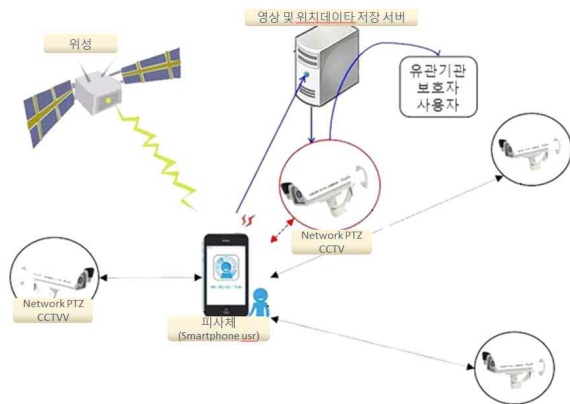 영상 및 위치데이타 저장 서버
위성
유관기관
보호자
사용자
Network PTZ
CCTV
Network PTZ
CCTVV
피사체
(Smartphone usr)